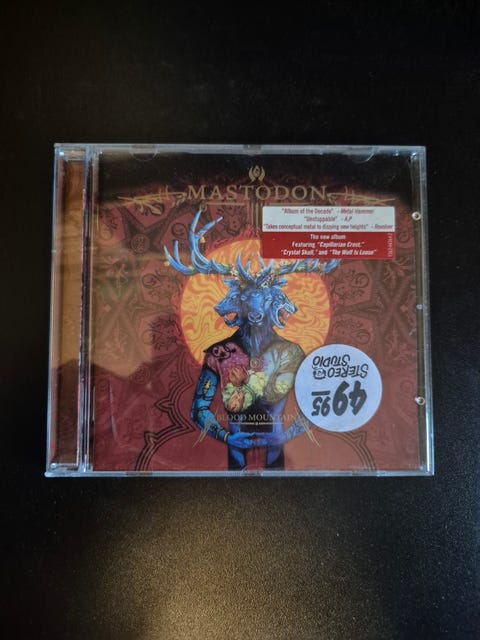 MASTODON
"Album of the Decade" - Metal Hammer
"Unstoppable" - A.P
"Takes conceptual metal to dizzying new heights" - Revolver
The new album
Featuring "Capillarian Crest,"
"Crystal Skull," and "The Wolf Is Loose"
BLOOD MOUNTAIN
STEREO
STUDIO
49.95